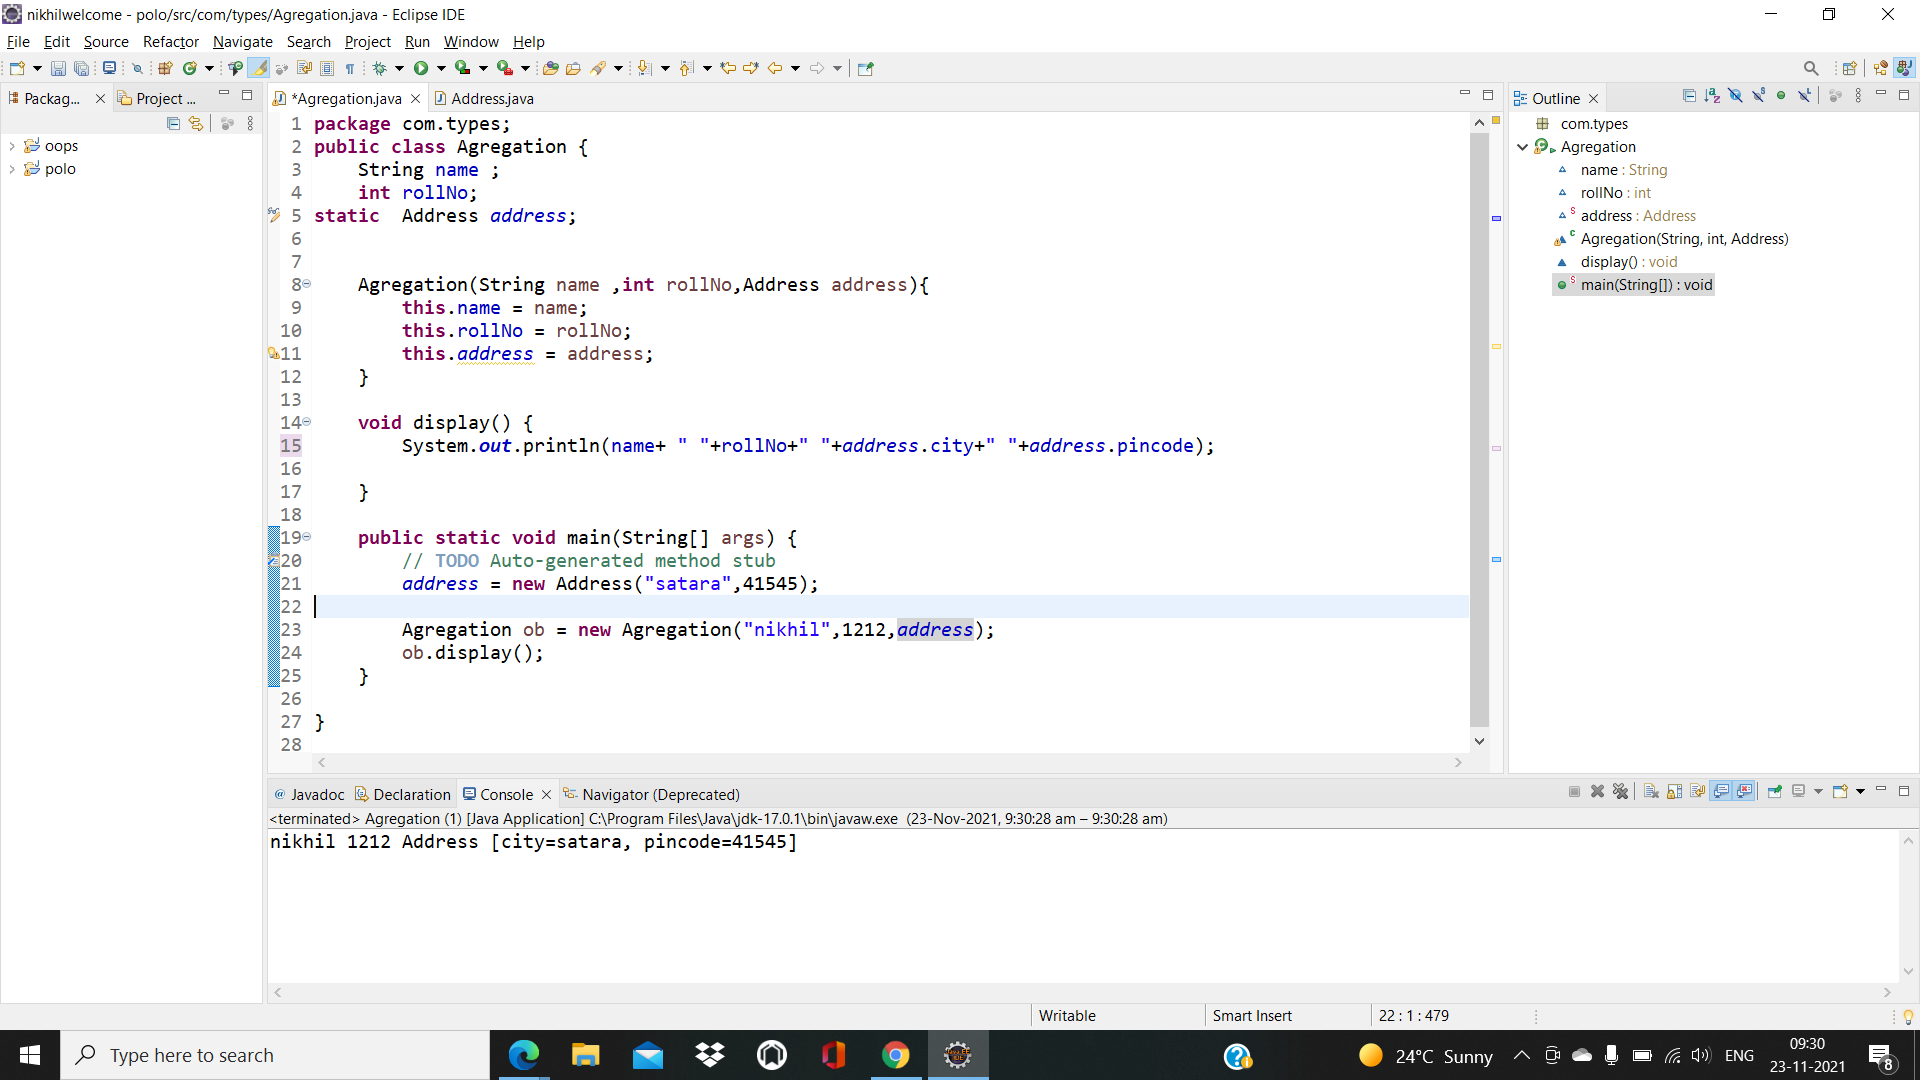 nikhilwelcome - polo/src/com/types/Agregation.java - Eclipse IDE
File Edit Source Refactor Navigate Search Project Run Window Help
Packag... Project ...
oops
polo
*Agregation.java Address.java
1 package com.types;
2 public class Agregation {
3 String name ;
4 int rollNo;
5 static Address address;
6
7
8 Agregation(String name ,int rollNo,Address address){
9 this.name = name;
10 this.rollNo = rollNo;
11 this.address = address;
12 }
13
14 void display() {
15 System.out.println(name+ " "+rollNo+" "+address.city+" "+address.pincode);
16
17 }
18
19 public static void main(String[] args) {
20 // TODO Auto-generated method stub
21 address = new Address("satara",41545);
22
23 Agregation ob = new Agregation("nikhil",1212,address);
24 ob.display();
25 }
26
27 }
28
Outline
com.types
Agregation
name : String
rollNo : int
address : Address
Agregation(String, int, Address)
display() : void
main(String[]) : void
@ Javadoc Declaration Console Navigator (Deprecated)
<terminated> Agregation (1) [Java Application] C:\Program Files\Java\jdk-17.0.1\bin\javaw.exe (23-Nov-2021, 9:30:28 am – 9:30:28 am)
nikhil 1212 Address [city=satara, pincode=41545]
Writable Smart Insert 22 : 1 : 479
Type here to search
24°C Sunny
ENG
09:30
23-11-2021
8